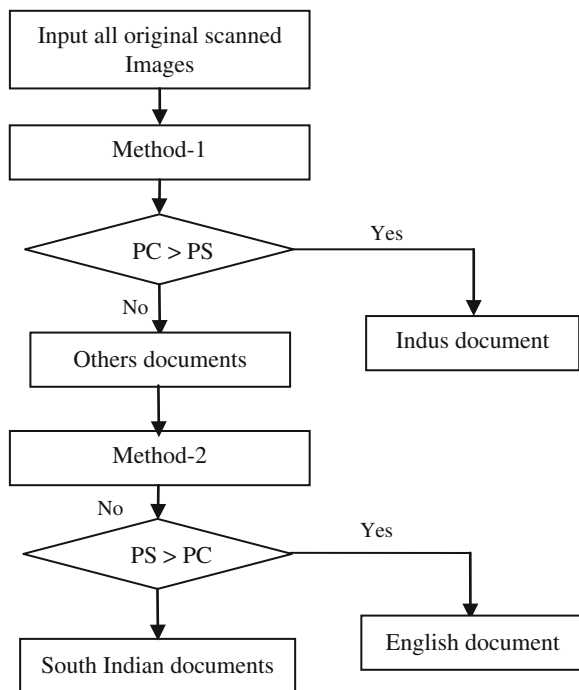 Input all original scanned
Images
Method-1
PC > PS
Yes
No
Indus document
Others documents
Method-2
No
PS > PC
Yes
English document
South Indian documents